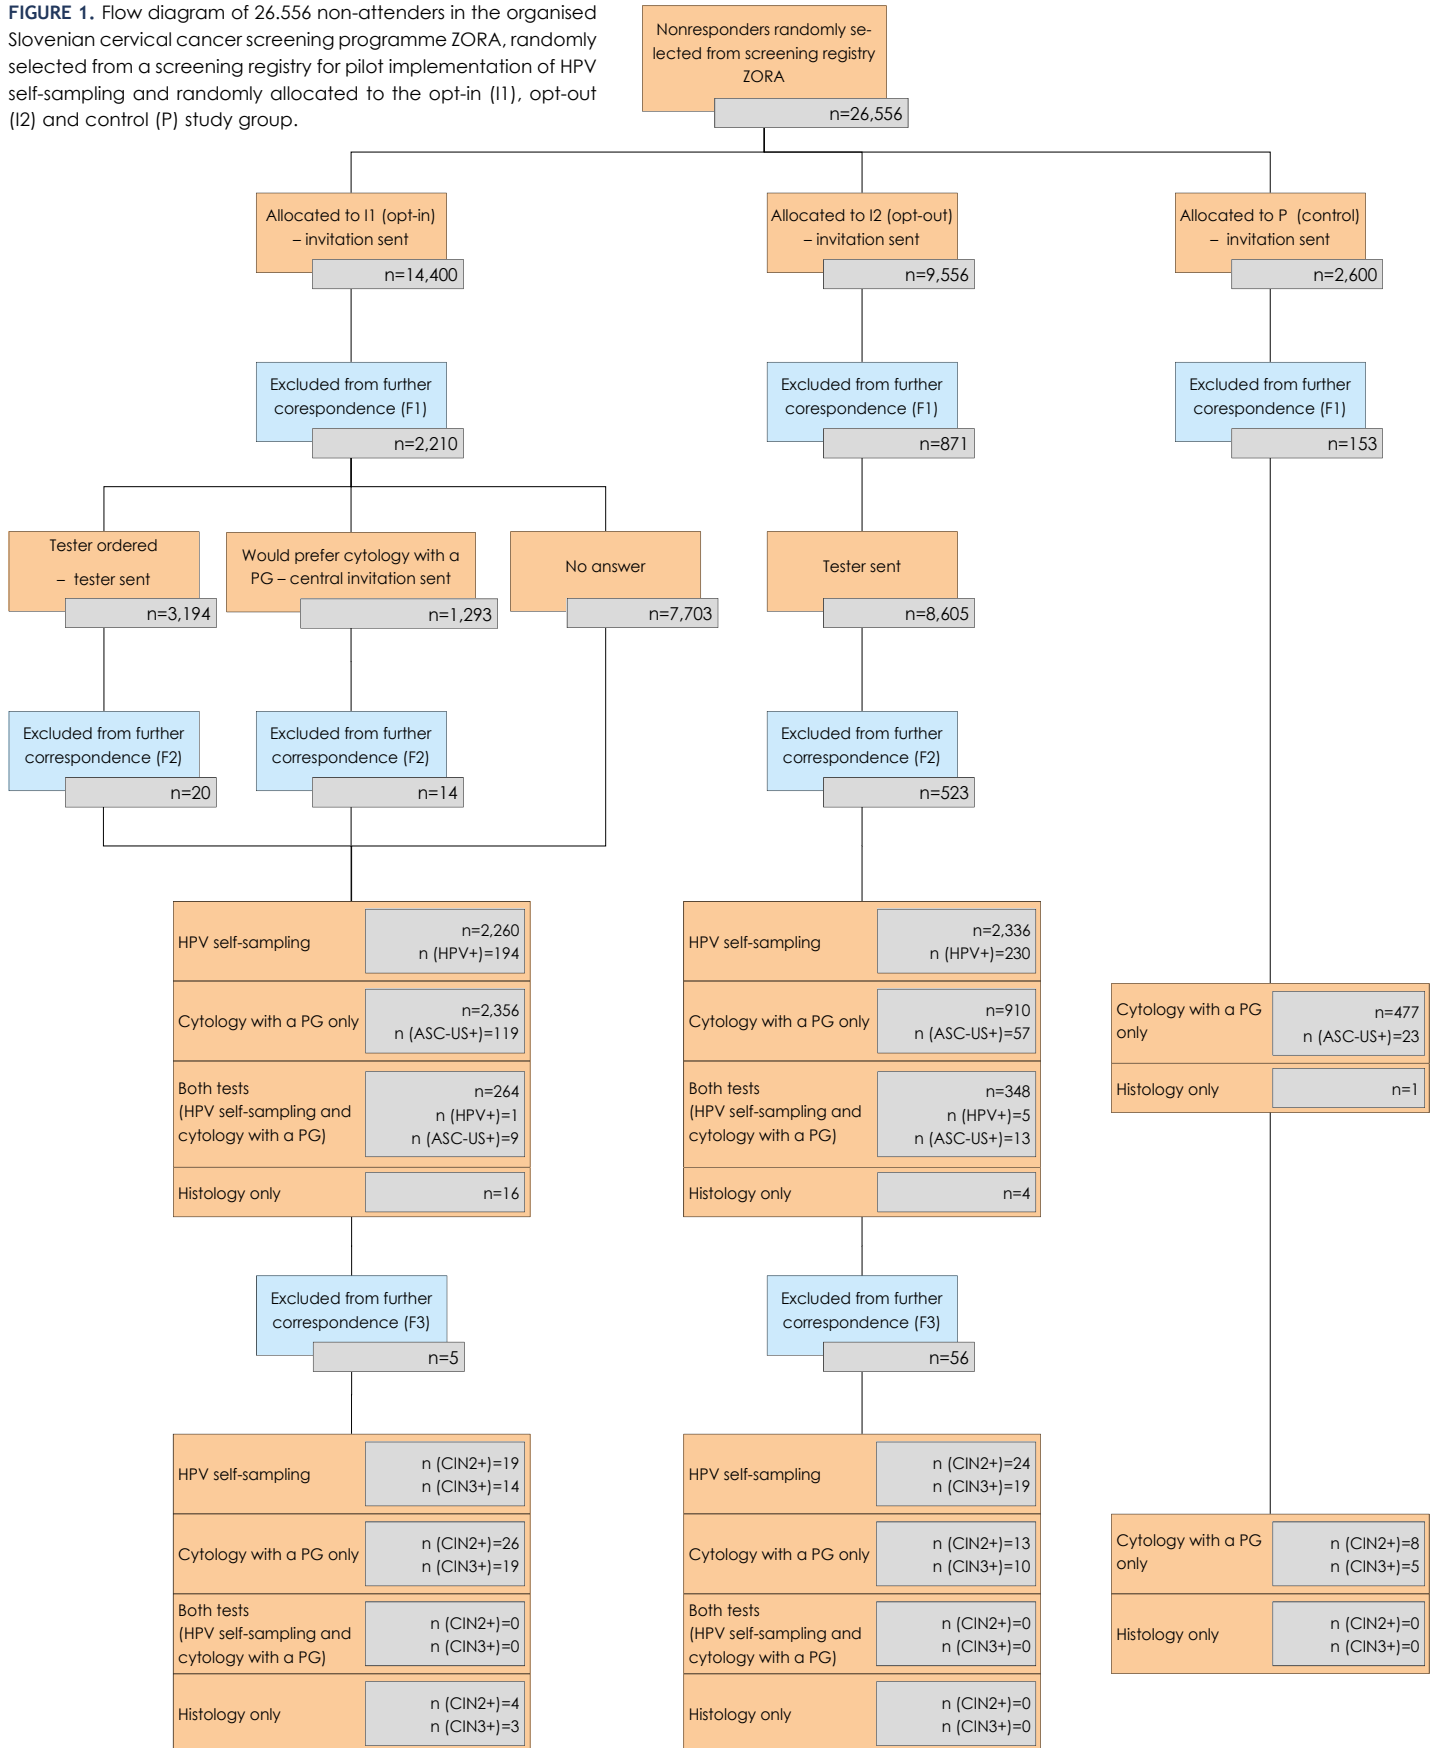 FIGURE 1. Flow diagram of 26.556 non-attenders in the organised
Slovenian cervical cancer screening programme ZORA, randomly
selected from a screening registry for pilot implementation of HPV
self-sampling and randomly allocated to the opt-in (I1), opt-out
(I2) and control (P) study group.
Nonresponders randomly se-
lected from screening registry
ZORA
n=26,556
Allocated to I1 (opt-in)
– invitation sent
n=14,400
Allocated to I2 (opt-out)
– invitation sent
n=9,556
Allocated to P (control)
– invitation sent
n=2,600
Excluded from further
corespondence (F1)
n=2,210
Excluded from further
corespondence (F1)
n=871
Excluded from further
corespondence (F1)
n=153
Tester ordered
– tester sent
n=3,194
Would prefer cytology with a
PG – central invitation sent
n=1,293
No answer
n=7,703
Tester sent
n=8,605
Excluded from further
correspondence (F2)
n=20
Excluded from further
correspondence (F2)
n=14
Excluded from further
correspondence (F2)
n=523
HPV self-sampling
n=2,260
n (HPV+)=194
Cytology with a PG only
n=2,356
n (ASC-US+)=119
Both tests
(HPV self-sampling and
cytology with a PG)
n=264
n (HPV+)=1
n (ASC-US+)=9
Histology only
n=16
HPV self-sampling
n=2,336
n (HPV+)=230
Cytology with a PG only
n=910
n (ASC-US+)=57
Both tests
(HPV self-sampling and
cytology with a PG)
n=348
n (HPV+)=5
n (ASC-US+)=13
Histology only
n=4
Cytology with a PG
only
n=477
n (ASC-US+)=23
Histology only
n=1
Excluded from further
correspondence (F3)
n=5
Excluded from further
correspondence (F3)
n=56
HPV self-sampling
n (CIN2+)=19
n (CIN3+)=14
Cytology with a PG only
n (CIN2+)=26
n (CIN3+)=19
Both tests
(HPV self-sampling and
cytology with a PG)
n (CIN2+)=0
n (CIN3+)=0
Histology only
n (CIN2+)=4
n (CIN3+)=3
HPV self-sampling
n (CIN2+)=24
n (CIN3+)=19
Cytology with a PG only
n (CIN2+)=13
n (CIN3+)=10
Both tests
(HPV self-sampling and
cytology with a PG)
n (CIN2+)=0
n (CIN3+)=0
Histology only
n (CIN2+)=0
n (CIN3+)=0
Cytology with a PG
only
n (CIN2+)=8
n (CIN3+)=5
Histology only
n (CIN2+)=0
n (CIN3+)=0